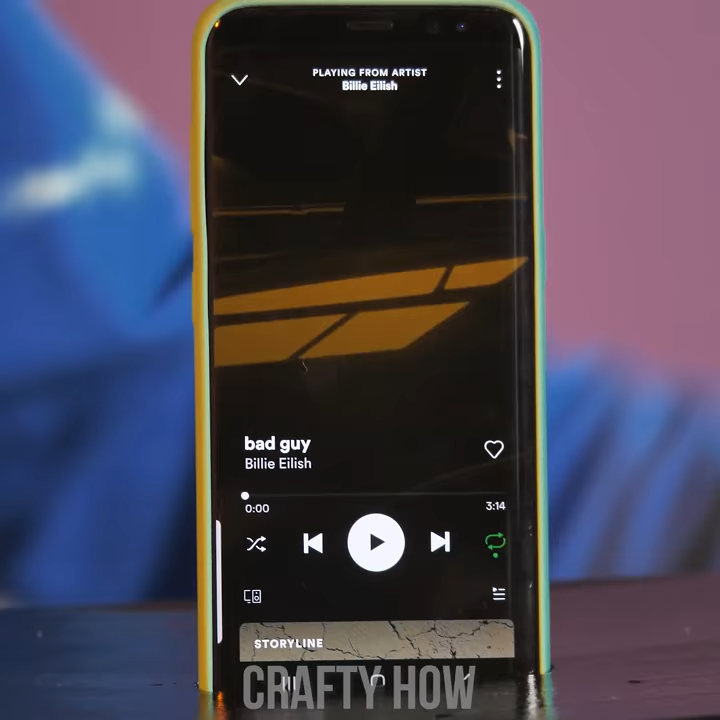 PLAYING FROM ARTIST
Billie Eilish
bad guy
Billie Eilish
0:00
3:14
STORYLINE
CRAFTY HOW